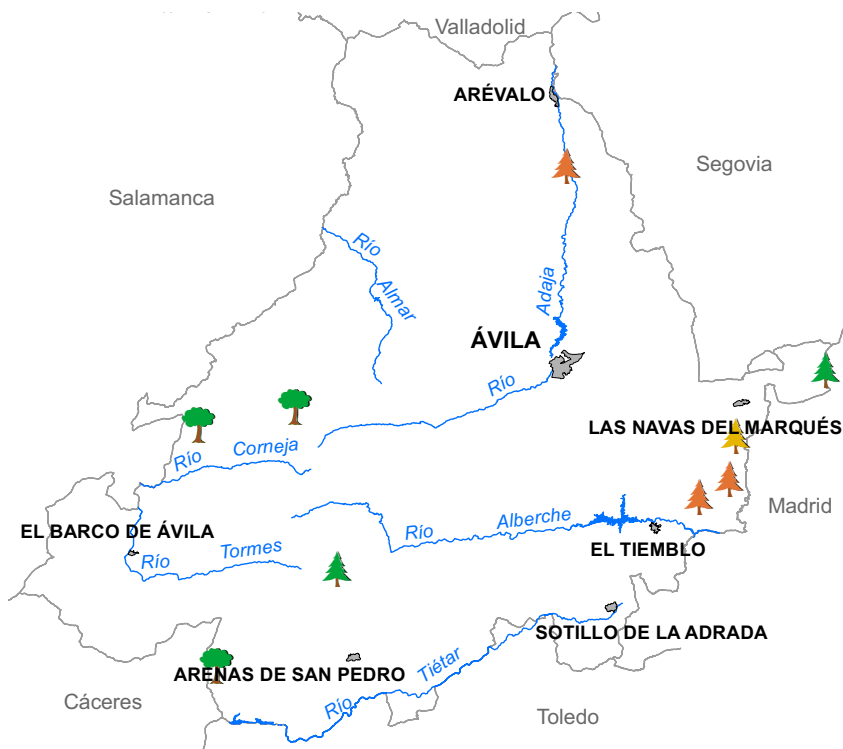 Valladolid
ARÉVALO
Segovia
Salamanca
Río
Almar
Adaja
ÁVILA
Río
LAS NAVAS DEL MARQUÉS
Río Corneja
Madrid
Río Alberche
EL BARCO DE ÁVILA
EL TIEMBLO
Río Tormes
SOTILLO DE LA ADRADA
ARENAS DE SAN PEDRO
Río Tiétar
Cáceres
Toledo